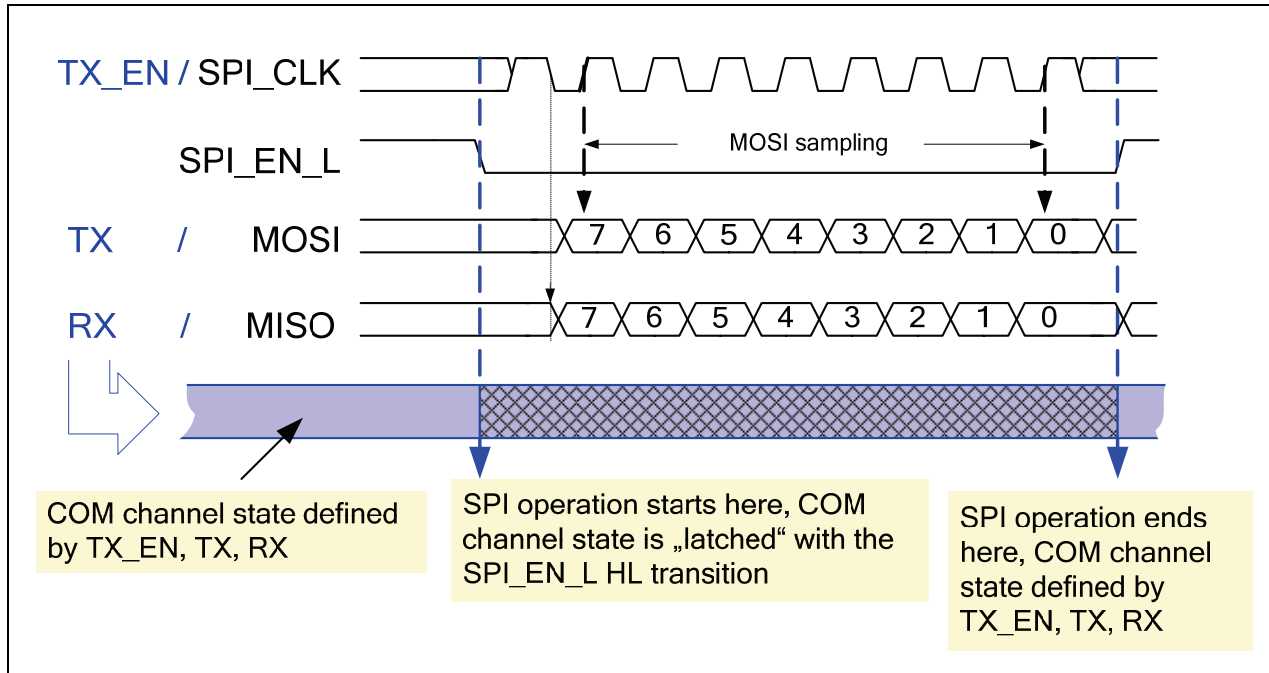 TX_EN / SPI_CLK
SPI_EN_L
MOSI sampling
TX / MOSI
7 6 5 4 3 2 1 0
RX / MISO
7 6 5 4 3 2 1 0
COM channel state defined
by TX_EN, TX, RX
SPI operation starts here, COM
channel state is „latched“ with the
SPI_EN_L HL transition
SPI operation ends
here, COM channel
state defined by
TX_EN, TX, RX